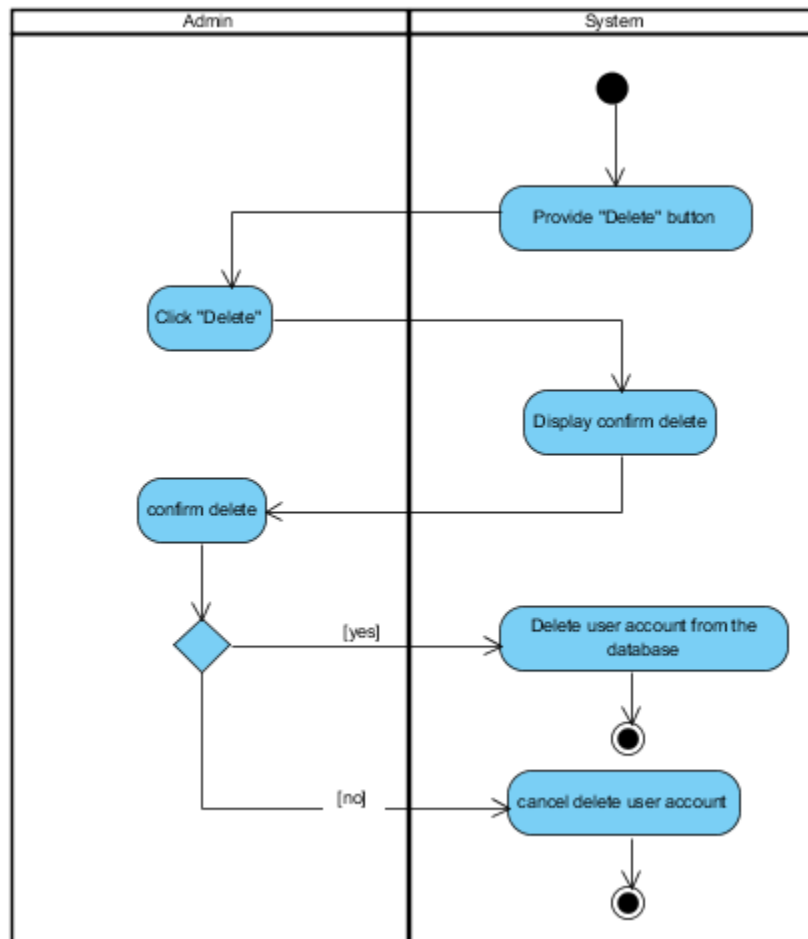 Admin
System
Provide "Delete" button
Click "Delete"
Display confirm delete
confirm delete
[yes]
Delete user account from the
database
[no]
cancel delete user account